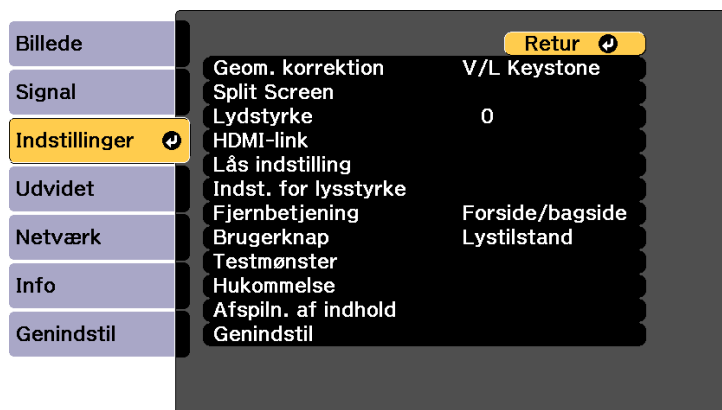 Billede
Signal
Indstillinger
Udvidet
Netværk
Info
Genindstil
Retur
Geom. korrektion V/L Keystone
Split Screen
Lydstyrke 0
HDMI-link
Lås indstilling
Indst. for lysstyrke
Fjernbetjening Forside/bagside
Brugerknap Lystilstand
Testmønster
Hukommelse
Afspiln. af indhold
Genindstil